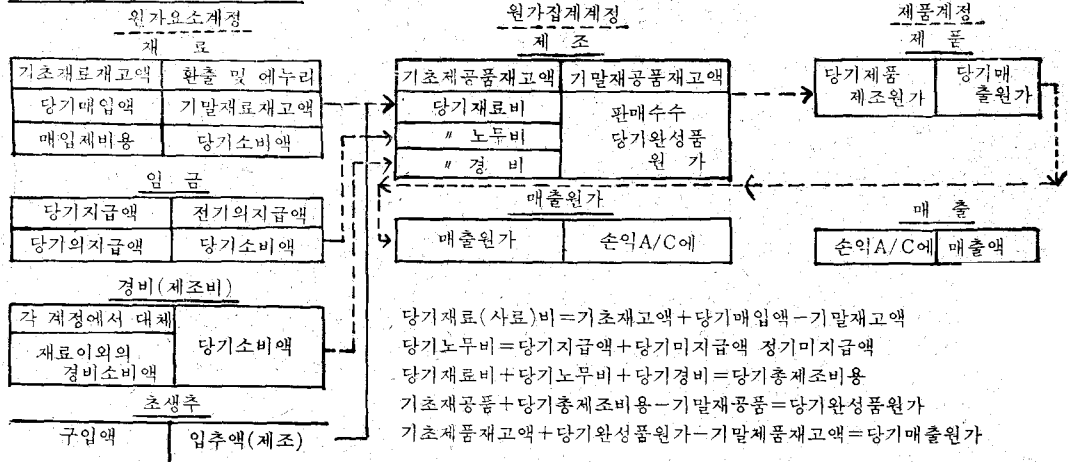 원가요소계정
재 료
기초재료재고액 환출 및 에누리
당기매입액 기말재료재고액
매입제비용 당기소비액
임 금
당기지급액 전기의지급액
당기의지급액 당기소비액
경비(제조비)
각 계정에서 대체
재료이외의
경비소비액
당기소비액
초생추
구입액 입추액(제조)
원가집계계정
제 조
기초제공품재고액 기말재공품재고액
당기재료비
〃 노무비
〃 경 비
판매수수
당기완성품
원 가
매출원가
매출원가 손익A/C에
제품계정
제 품
당기제품
제조원가
당기매
출원가
매 출
손익A/C에 매출액
당기재료(사료)비=기초재고액+당기매입액-기말재고액
당기노무비=당기지급액+당기미지급액 정기미지급액
당기재료비+당기노무비+당기경비=당기총제조비용
기초재공품+당기총제조비용-기말재공품=당기완성품원가
기초제품재고액+당기완성품원가-기말제품재고액=당기매출원가